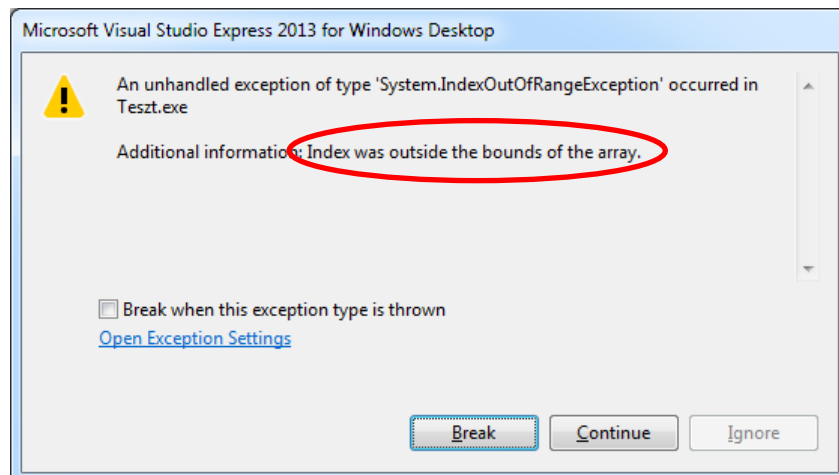 Microsoft Visual Studio Express 2013 for Windows Desktop
An unhandled exception of type 'System.IndexOutOfRangeException' occurred in
Teszt.exe
Additional information: Index was outside the bounds of the array.
Break when this exception type is thrown
Open Exception Settings
Break Continue Ignore